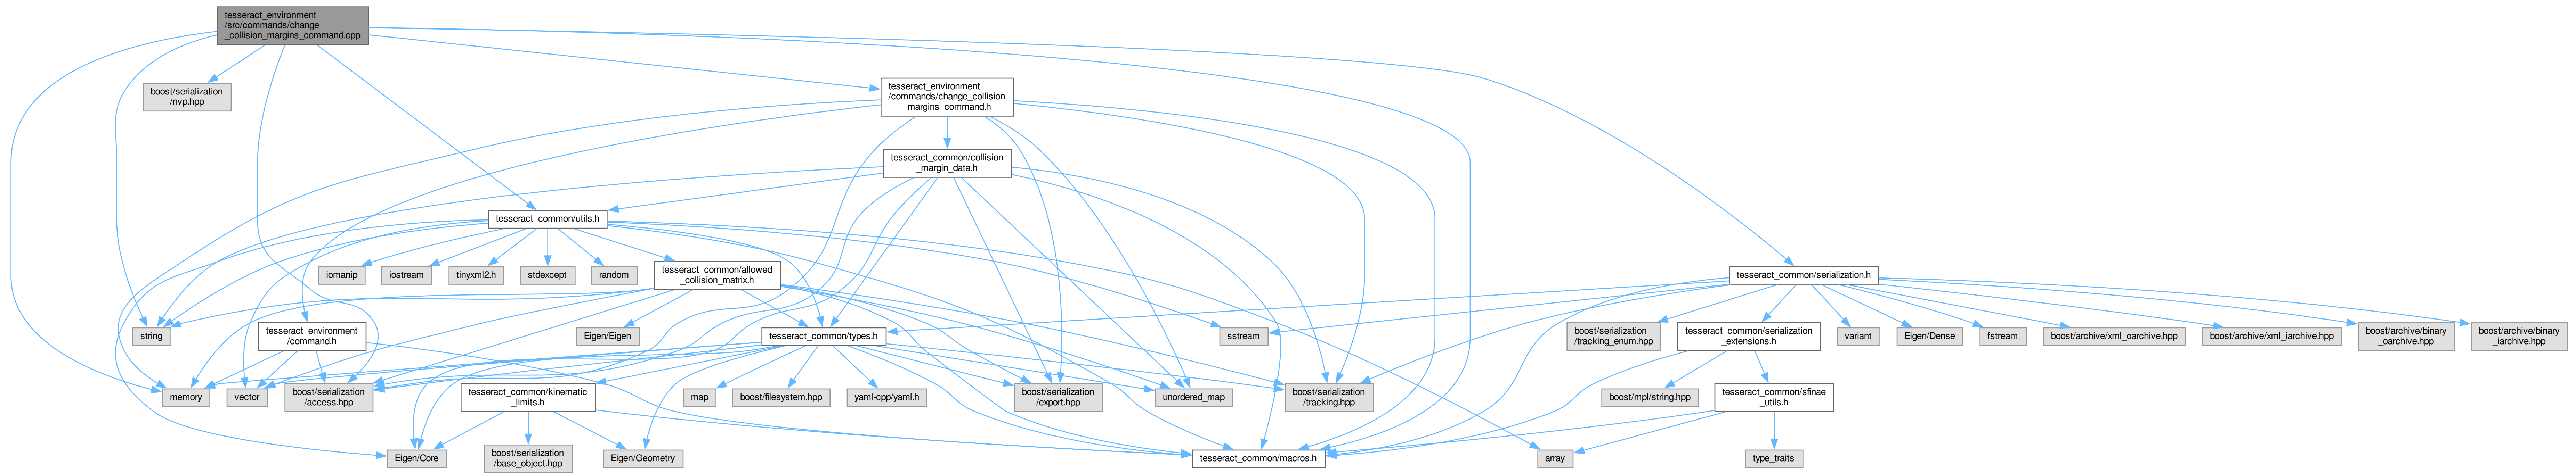 tesseract_environment
/src/commands/change
_collision_margins_command.cpp
boost/serialization
/nvp.hpp
tesseract_environment
/commands/change_collision
_margins_command.h
tesseract_common/collision
_margin_data.h
tesseract_common/utils.h
iomanip
iostream
tinyxml2.h
stdexcept
random
tesseract_common/allowed
_collision_matrix.h
tesseract_common/serialization.h
string
tesseract_environment
/command.h
Eigen/Eigen
tesseract_common/types.h
sstream
boost/serialization
/tracking_enum.hpp
tesseract_common/serialization
_extensions.h
variant
Eigen/Dense
fstream
boost/archive/xml_oarchive.hpp
boost/archive/xml_iarchive.hpp
boost/archive/binary
_oarchive.hpp
boost/archive/binary
_iarchive.hpp
memory
vector
boost/serialization
/access.hpp
tesseract_common/kinematic
_limits.h
map
boost/filesystem.hpp
yaml-cpp/yaml.h
boost/serialization
/export.hpp
unordered_map
boost/serialization
/tracking.hpp
boost/mpl/string.hpp
tesseract_common/sfinae
_utils.h
Eigen/Core
boost/serialization
/base_object.hpp
Eigen/Geometry
tesseract_common/macros.h
array
type_traits